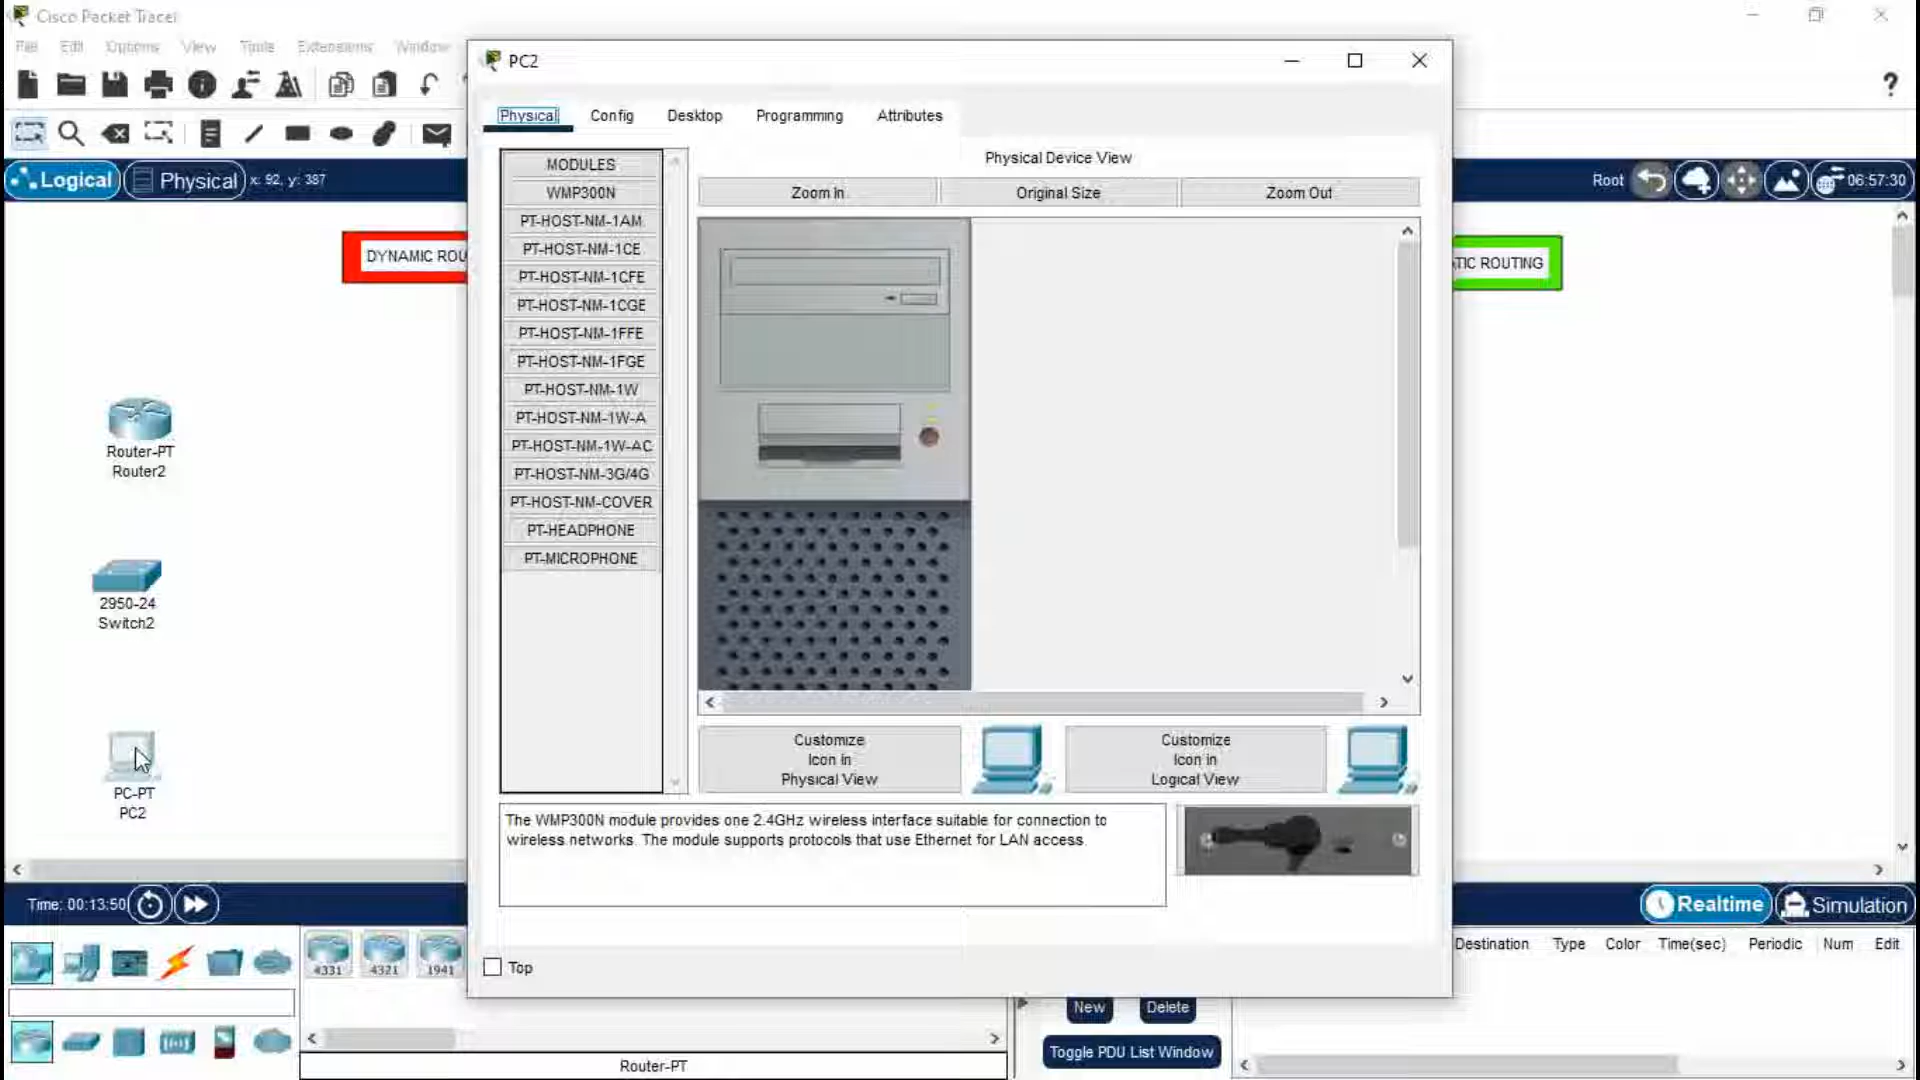 Cisco Packet Tracer
File Edit Options View Tools Extensions Window
PC2
Physical Config Desktop Programming Attributes
Logical Physical x: 92, y: 387
Root 06:57:30
MODULES
WMP300N
PT-HOST-NM-1AM
PT-HOST-NM-1CE
PT-HOST-NM-1CFE
PT-HOST-NM-1CGE
PT-HOST-NM-1FFE
PT-HOST-NM-1FGE
PT-HOST-NM-1W
PT-HOST-NM-1W-A
PT-HOST-NM-1W-AC
PT-HOST-NM-3G/4G
PT-HOST-NM-COVER
PT-HEADPHONE
PT-MICROPHONE
Physical Device View
Zoom In Original Size Zoom Out
DYNAMIC ROU
TIC ROUTING
Router-PT
Router2
2950-24
Switch2
PC-PT
PC2
Customize
Icon in
Physical View
Customize
Icon in
Logical View
The WMP300N module provides one 2.4GHz wireless interface suitable for connection to
wireless networks. The module supports protocols that use Ethernet for LAN access.
Top
Time: 00:13:50
Realtime Simulation
4331 4321 1941
Router-PT
New Delete
Toggle PDU List Window
Destination Type Color Time(sec) Periodic Num Edit